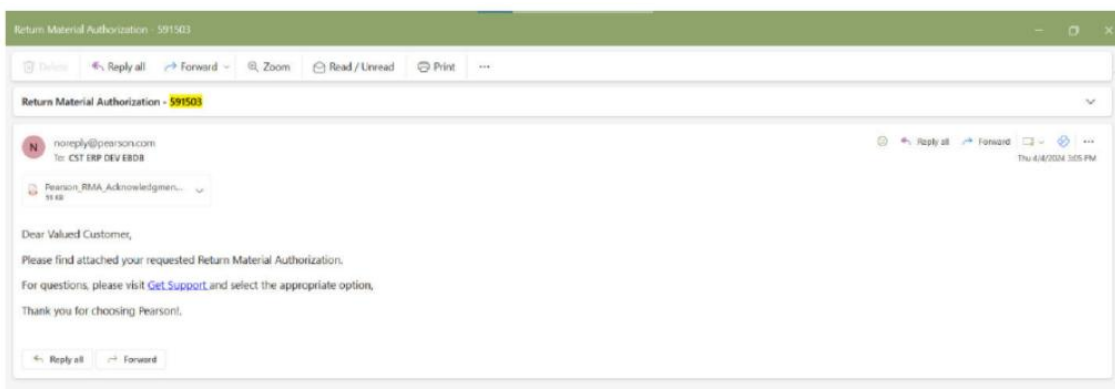 Return Material Authorization - 591503
Delete Reply all Forward Zoom Read / Unread Print ...
Return Material Authorization - 591503
N noreply@pearson.com Reply all Forward ...
To: CST ERP DEV EBDB Thu 4/4/2024 3:05 PM
Pearson_RMA_Acknowledgmen...
59 KB
Dear Valued Customer,
Please find attached your requested Return Material Authorization.
For questions, please visit Get Support and select the appropriate option,
Thank you for choosing Pearson!.
Reply all Forward